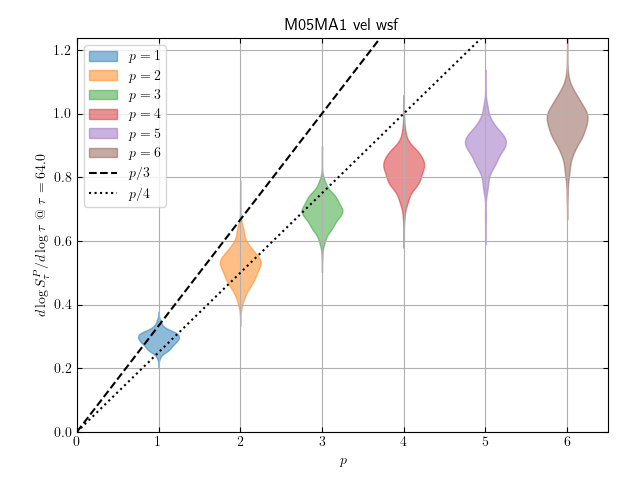 M05MA1 vel wsf
d log S_τ^P / d log τ @ τ = 64.0
1.2
1.0
0.8
0.6
0.4
0.2
0.0
p = 1
p = 2
p = 3
p = 4
p = 5
p = 6
p/3
p/4
0 1 2 3 4 5 6
p